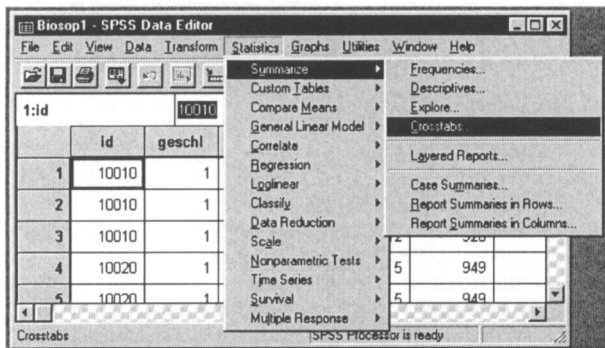 Biosop1 - SPSS Data Editor
File Edit View Data Transform Statistics Graphs Utilities Window Help
1:id 10010
id geschl
1 10010 1
2 10010 1
3 10010 1
4 10020 1 5 949
5 10020 1 5 949
Summarize
Custom Tables
Compare Means
General Linear Model
Correlate
Regression
Loglinear
Classify
Data Reduction
Scale
Nonparametric Tests
Time Series
Survival
Multiple Response
Frequencies...
Descriptives...
Explore...
Crosstabs...
Layered Reports...
Case Summaries...
Report Summaries in Rows...
Report Summaries in Columns...
Crosstabs SPSS Processor is ready